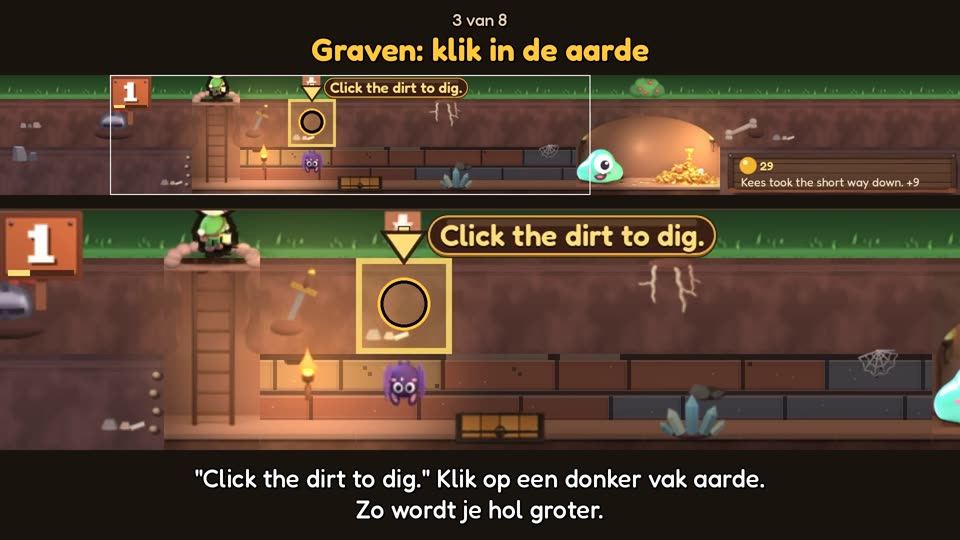 3 van 8
Graven: klik in de aarde
1
Click the dirt to dig.
29
Kees took the short way down. +9
1
Click the dirt to dig.
"Click the dirt to dig." Klik op een donker vak aarde.
Zo wordt je hol groter.